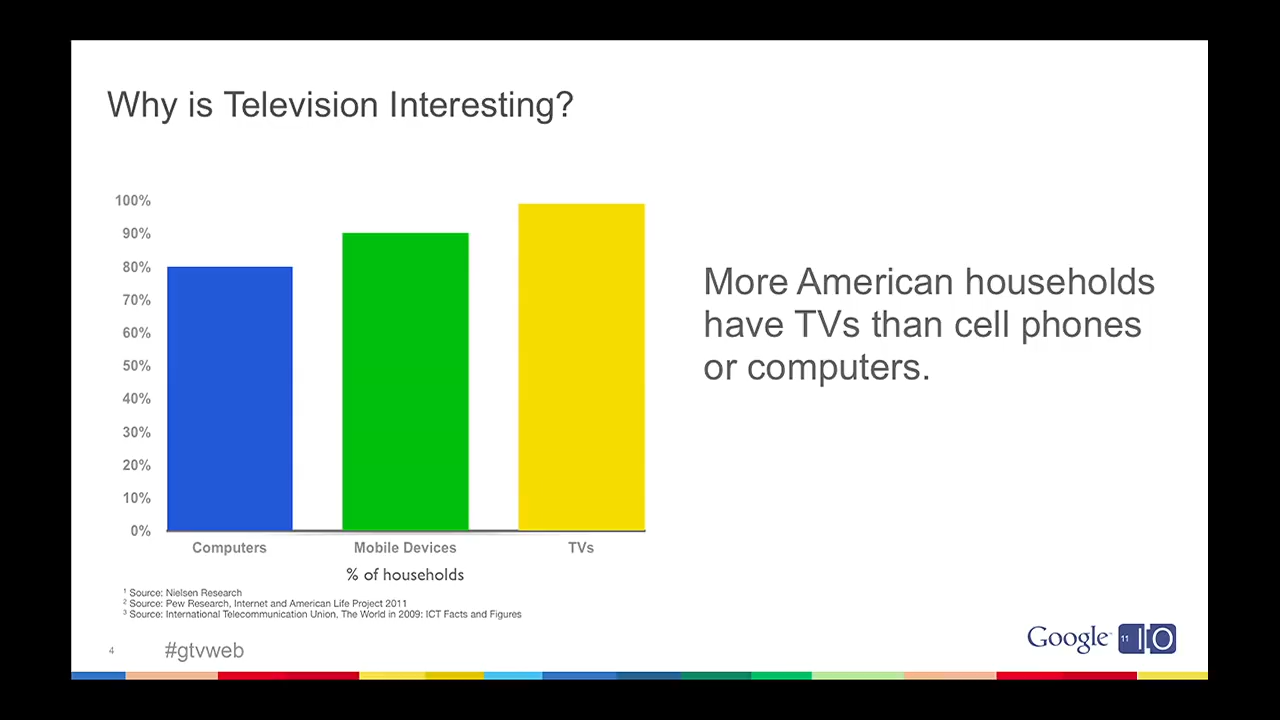 Why is Television Interesting?
100%
90%
80%
70%
60%
50%
40%
30%
20%
10%
0%
Computers
Mobile Devices
TVs
% of households
More American households
have TVs than cell phones
or computers.
1 Source: Nielsen Research
2 Source: Pew Research, Internet and American Life Project 2011
3 Source: International Telecommunication Union, The World in 2009: ICT Facts and Figures
4
#gtvweb
Google 11 IO